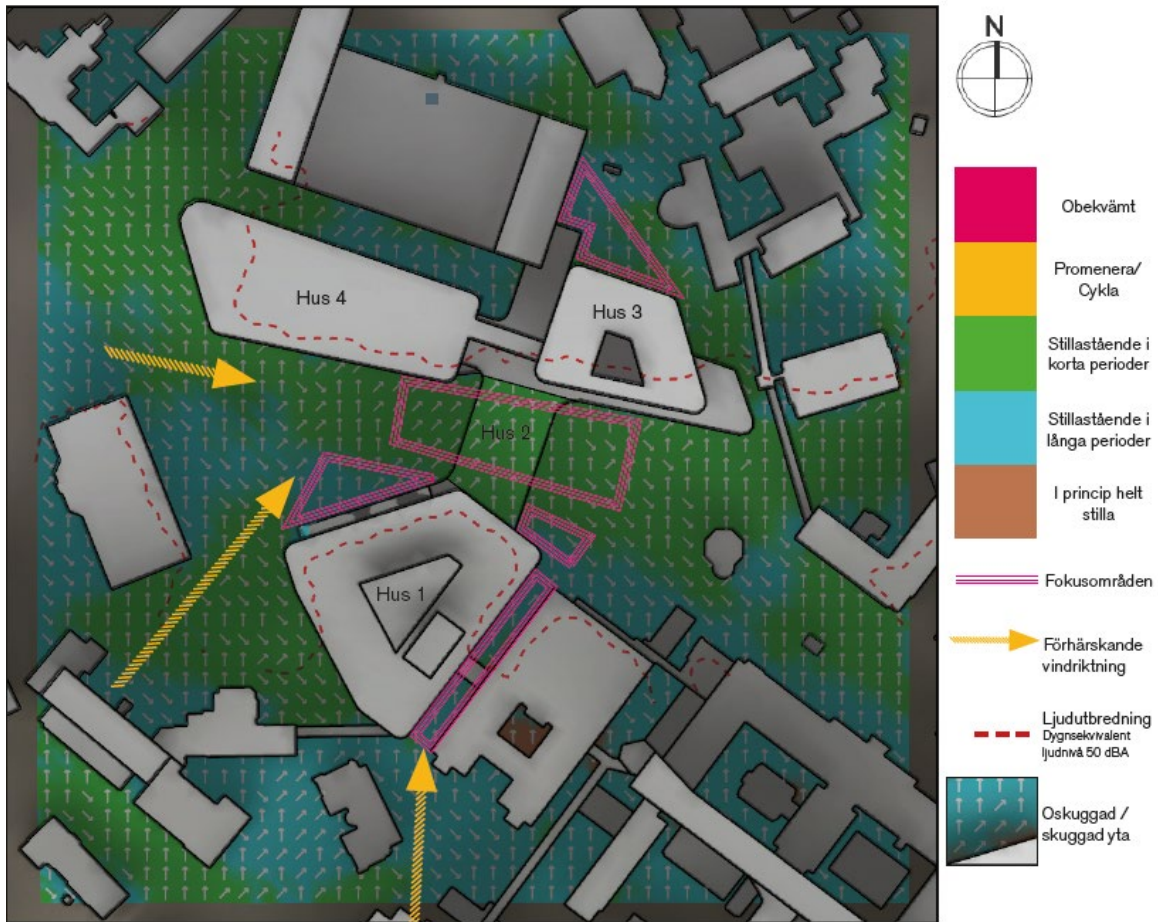 N
Obekvämt
Promenera/
Cykla
Stillastående i
korta perioder
Stillastående i
långa perioder
I princip helt
stilla
Fokusområden
Förhärskande
vindriktning
Ljudutbredning
Dygnsekvivalent
ljudnivå 50 dBA
Oskuggad /
skuggad yta
Hus 4
Hus 3
Hus 2
Hus 1